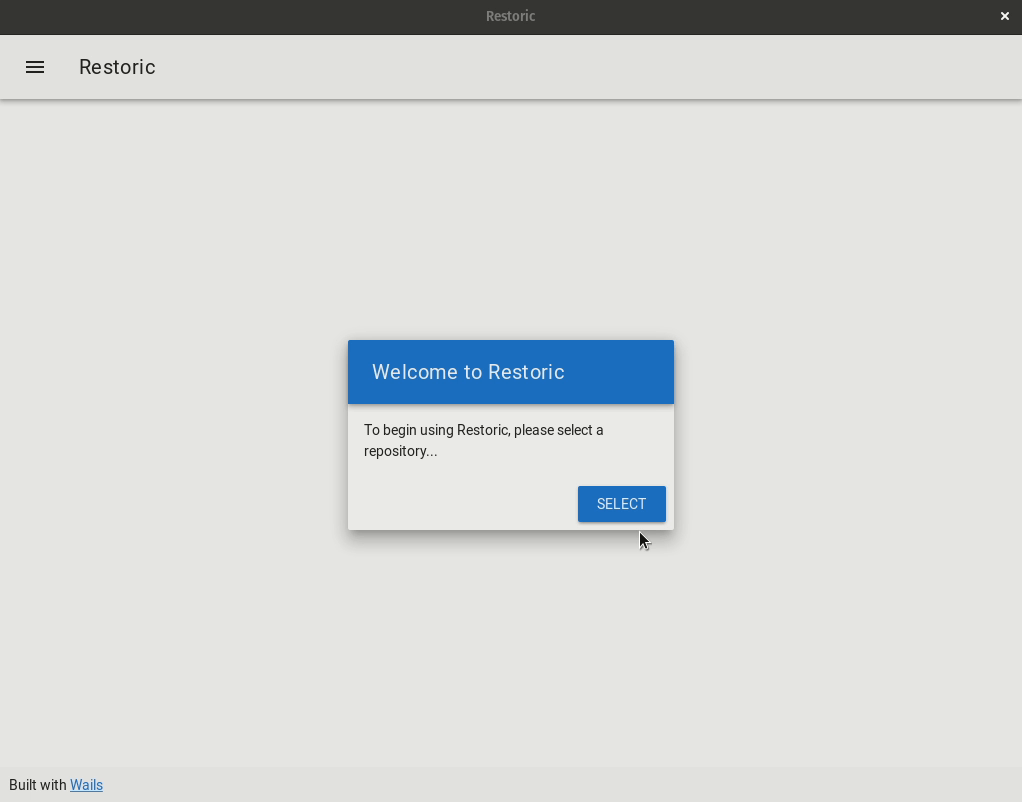 Restoric
Restoric
Welcome to Restoric
To begin using Restoric, please select a
repository...
SELECT
Built with Wails